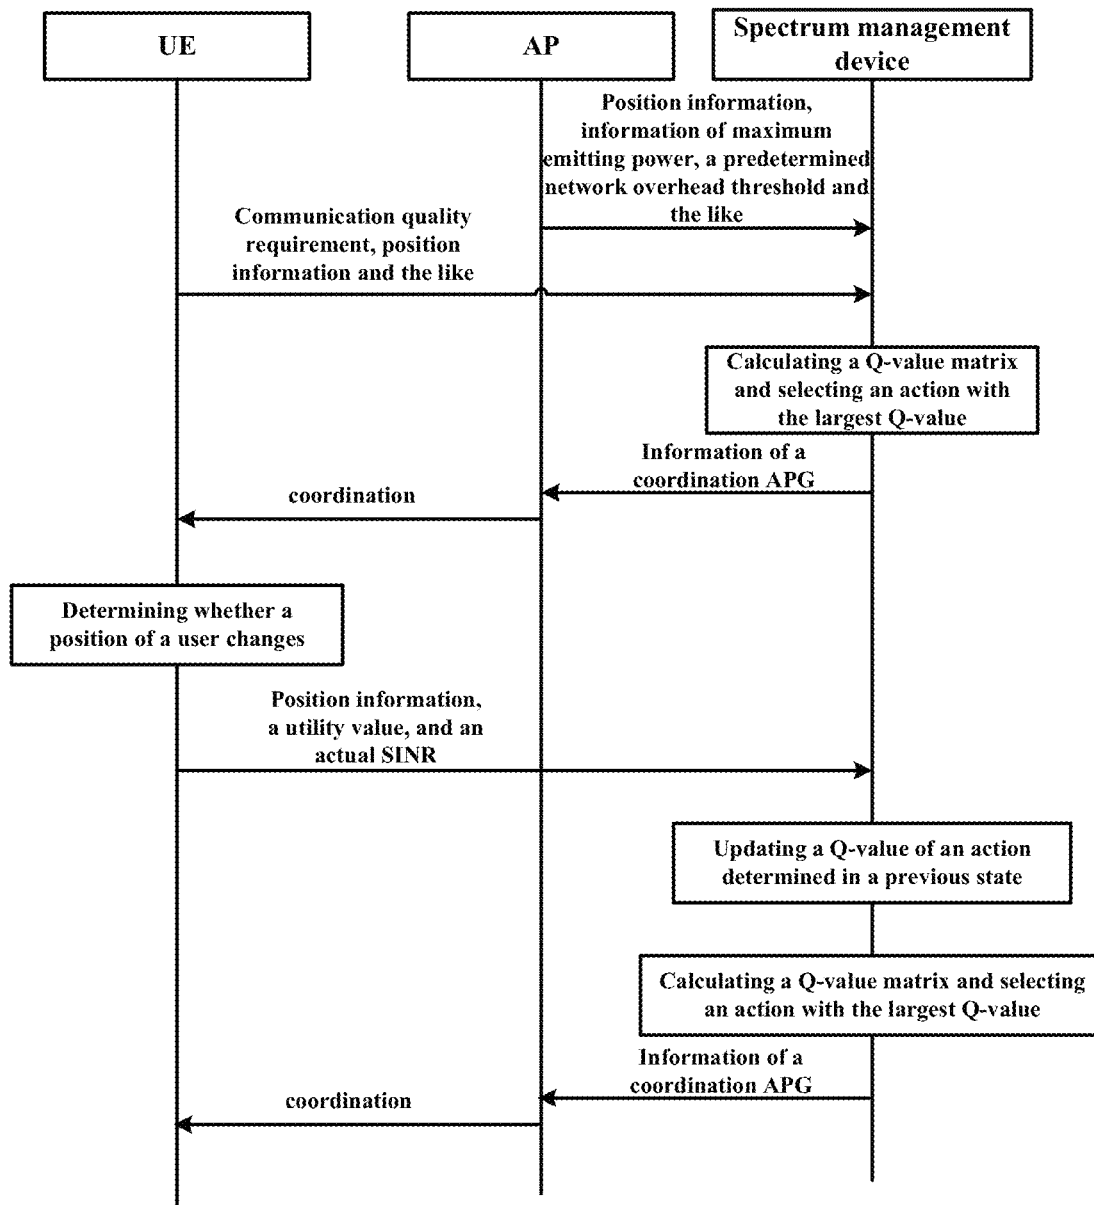 UE
AP
Spectrum management
device
Position information,
information of maximum
emitting power, a predetermined
network overhead threshold and
the like
Communication quality
requirement, position
information and the like
Calculating a Q-value matrix
and selecting an action with
the largest Q-value
Information of a
coordination APG
coordination
Determining whether a
position of a user changes
Position information,
a utility value, and an
actual SINR
Updating a Q-value of an action
determined in a previous state
Calculating a Q-value matrix and selecting
an action with the largest Q-value
Information of a
coordination APG
coordination